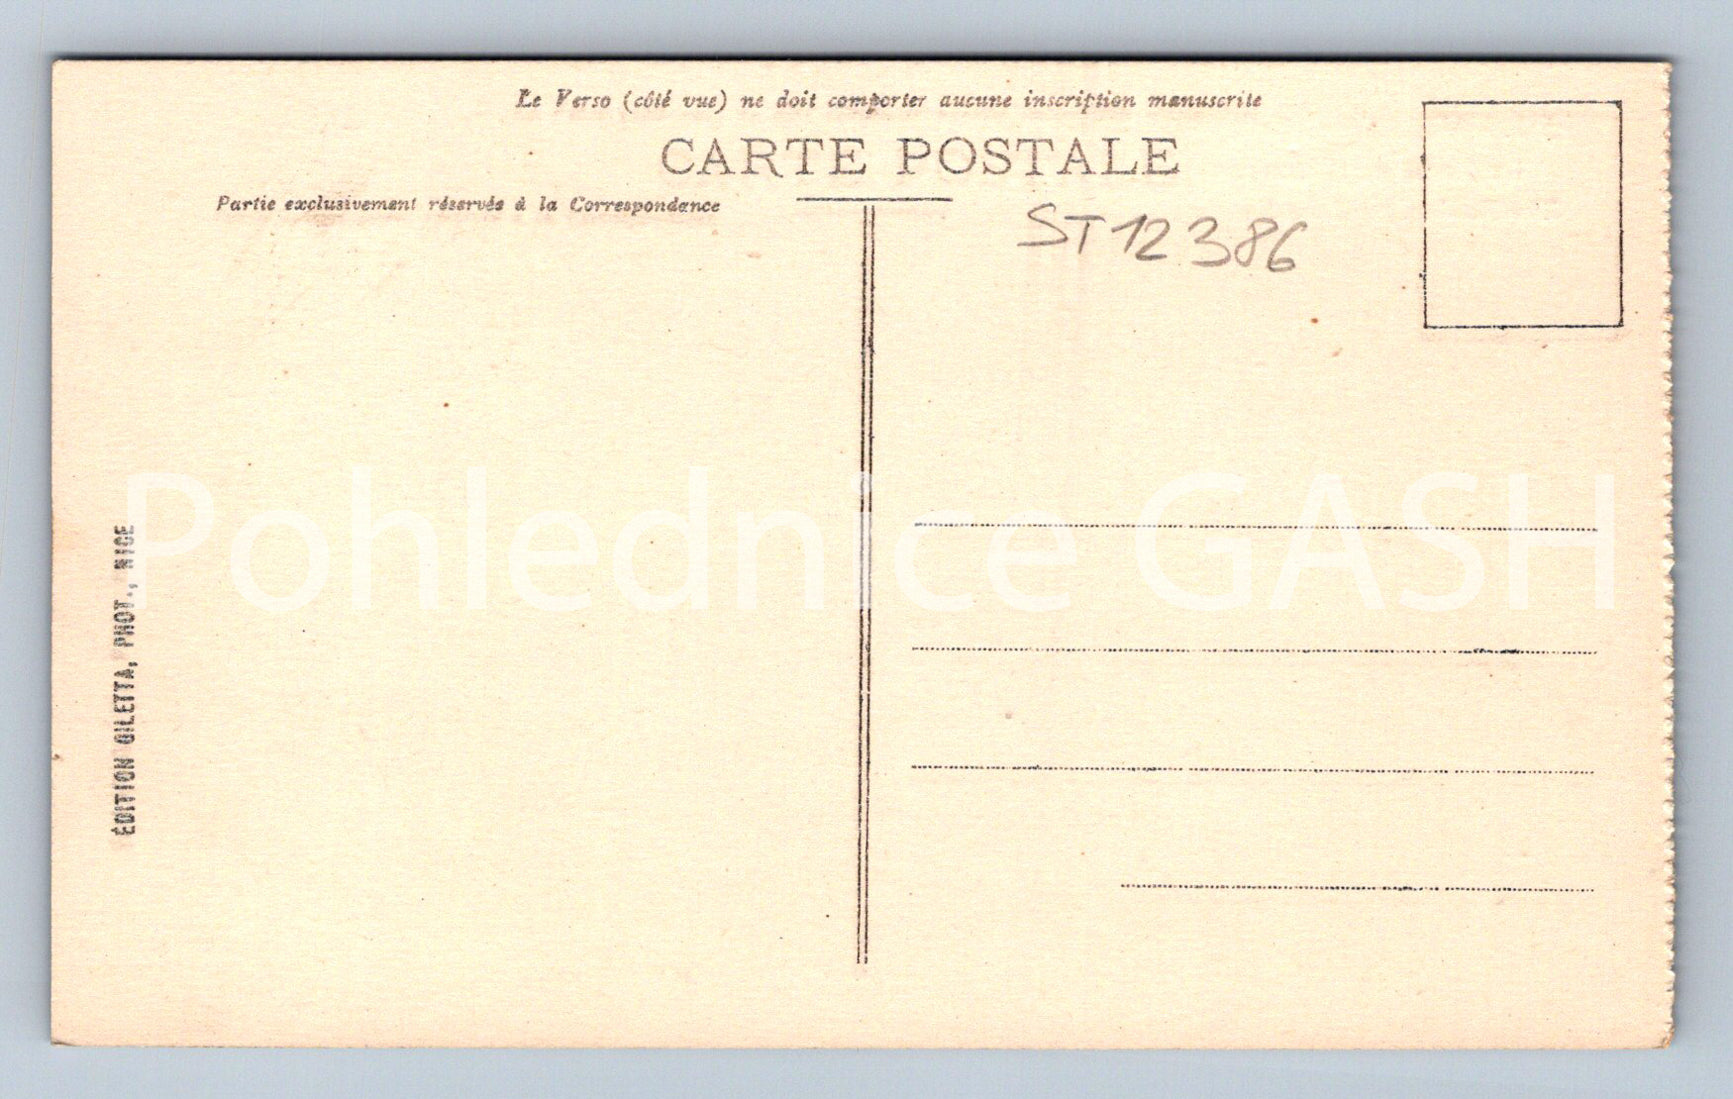 Le Verso (côté vue) ne doit comporter aucune inscription manuscrite
CARTE POSTALE
Partie exclusivement réservée à la Correspondance
ST12386
ÉDITION GILETTA, PHOT., NICE
Pohlednice GASH